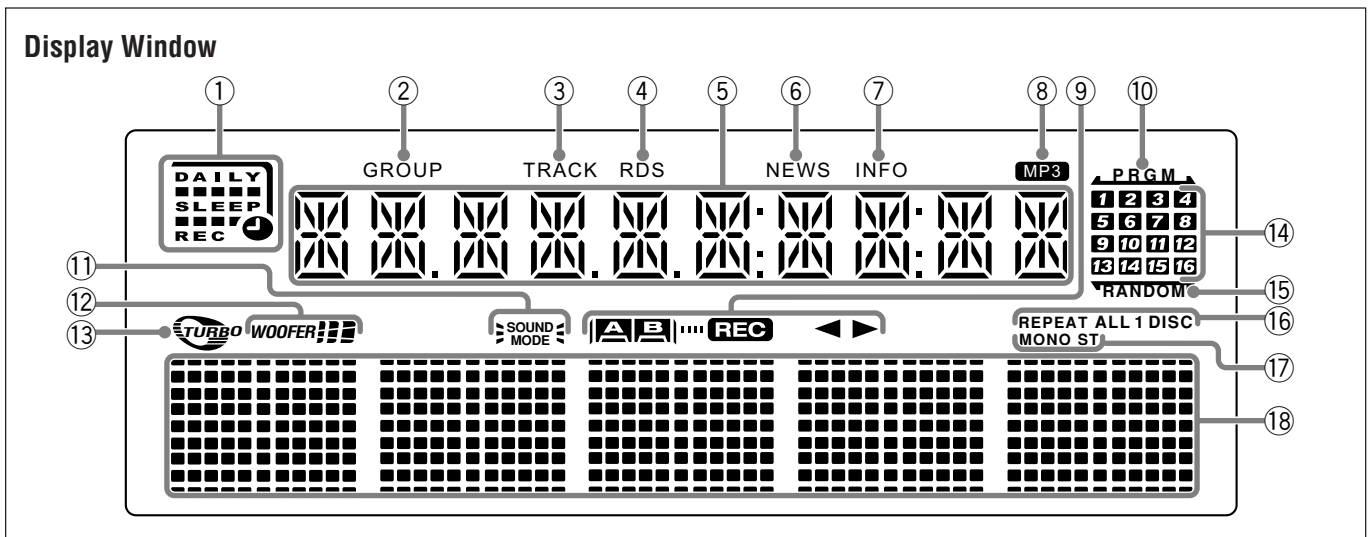 Display Window
① ② ③ ④ ⑤ ⑥ ⑦ ⑧ ⑨ ⑩
DAILY
SLEEP
REC
GROUP TRACK RDS NEWS INFO MP3
PRGM
1 2 3 4
5 6 7 8
9 10 11 12
13 14 15 16
RANDOM
⑪
⑫
⑬
⑭
⑮
⑯
⑰
⑱
TURBO WOOFER
SOUND
MODE
A B REC
REPEAT ALL 1 DISC
MONO ST